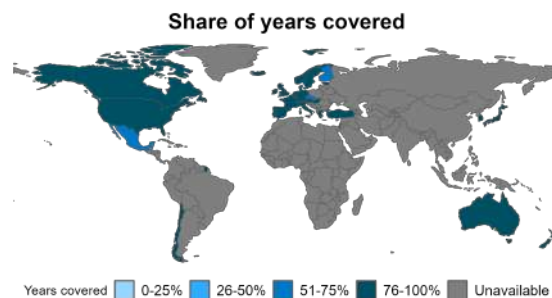 Share of years covered
Years covered 0-25% 26-50% 51-75% 76-100% Unavailable